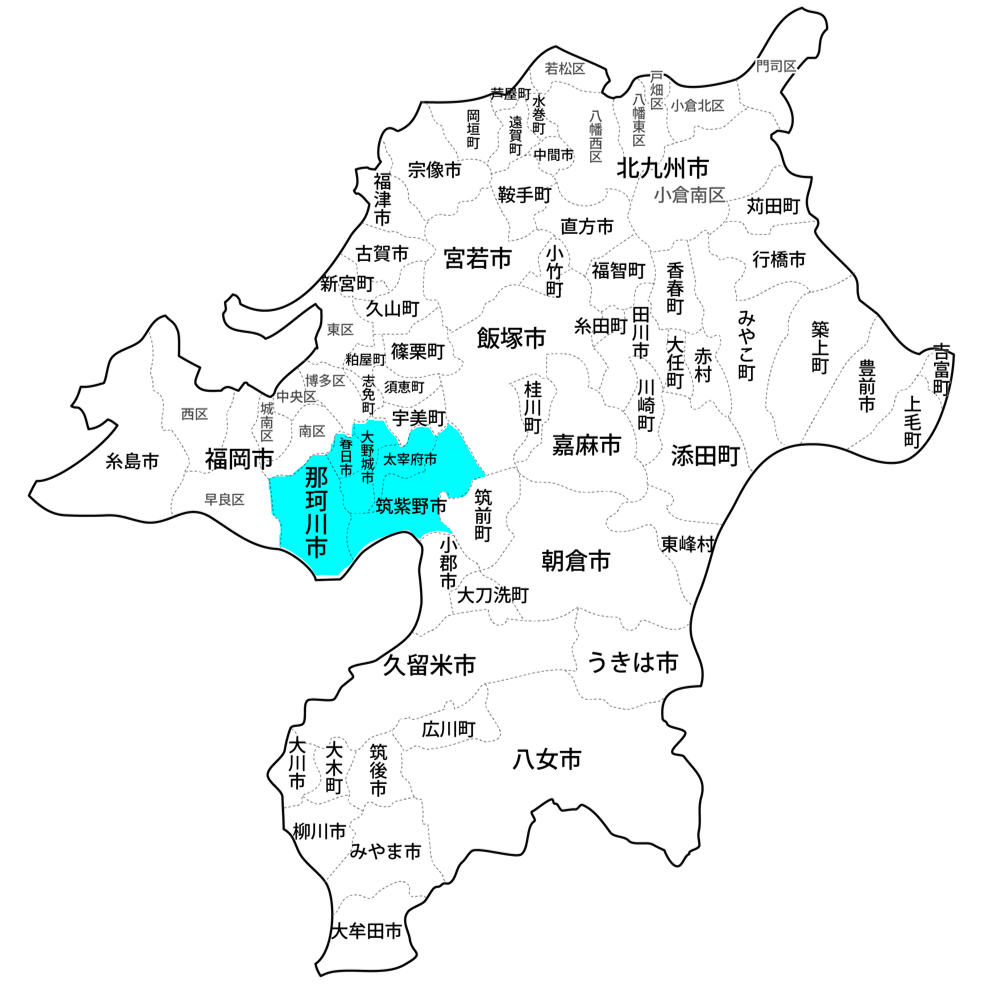 若松区
門司区
戸畑区
芦屋町
水巻町
八幡東区
小倉北区
岡垣町
遠賀町
八幡西区
中間市
北九州市
宗像市
福津市
鞍手町
小倉南区
苅田町
直方市
古賀市
宮若市
小竹町
福智町
香春町
行橋市
新宮町
久山町
東区
飯塚市
糸田町
田川市
みやこ町
築上町
篠栗町
粕屋町
大任町
赤村
吉富町
豊前市
博多区
志免町
須恵町
中央区
桂川町
川崎町
上毛町
西区
城南区
南区
宇美町
嘉麻市
添田町
糸島市
福岡市
春日市
大野城市
太宰府市
早良区
那珂川市
筑紫野市
筑前町
小郡市
朝倉市
東峰村
大刀洗町
久留米市
うきは市
広川町
大川市
大木町
筑後市
八女市
柳川市
みやま市
大牟田市